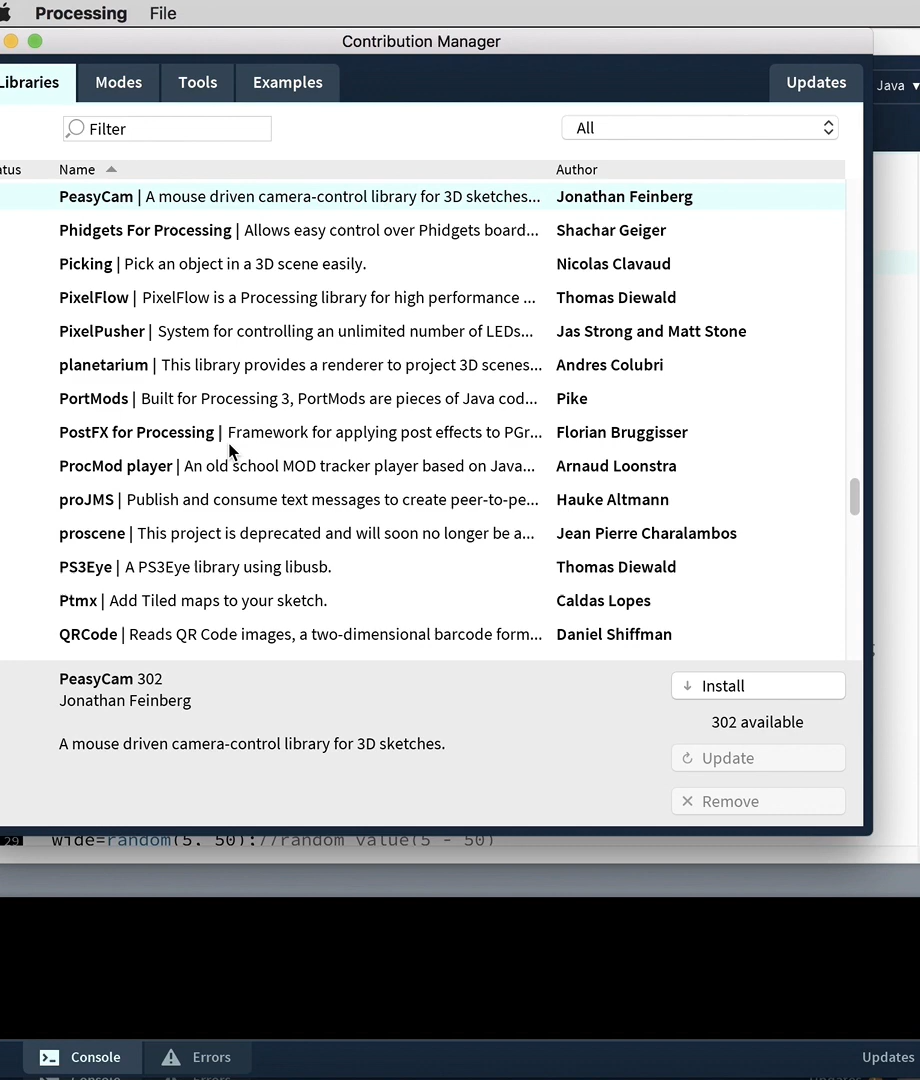 Processing File
Contribution Manager
Libraries Modes Tools Examples Updates
Java
Filter All
Name Author
PeasyCam | A mouse driven camera-control library for 3D sketches... Jonathan Feinberg
Phidgets For Processing | Allows easy control over Phidgets board... Shachar Geiger
Picking | Pick an object in a 3D scene easily. Nicolas Clavaud
PixelFlow | PixelFlow is a Processing library for high performance ... Thomas Diewald
PixelPusher | System for controlling an unlimited number of LEDs... Jas Strong and Matt Stone
planetarium | This library provides a renderer to project 3D scenes... Andres Colubri
PortMods | Built for Processing 3, PortMods are pieces of Java cod... Pike
PostFX for Processing | Framework for applying post effects to PGr... Florian Bruggisser
ProcMod player | An old school MOD tracker player based on Java... Arnaud Loonstra
proJMS | Publish and consume text messages to create peer-to-pe... Hauke Altmann
proscene | This project is deprecated and will soon no longer be a... Jean Pierre Charalambos
PS3Eye | A PS3Eye library using libusb. Thomas Diewald
Ptmx | Add Tiled maps to your sketch. Caldas Lopes
QRCode | Reads QR Code images, a two-dimensional barcode form... Daniel Shiffman
PeasyCam 302
Jonathan Feinberg
Install
302 available
A mouse driven camera-control library for 3D sketches.
Update
Remove
29 wide=random(5, 50);//random value(5 - 50)
Console Errors Updates